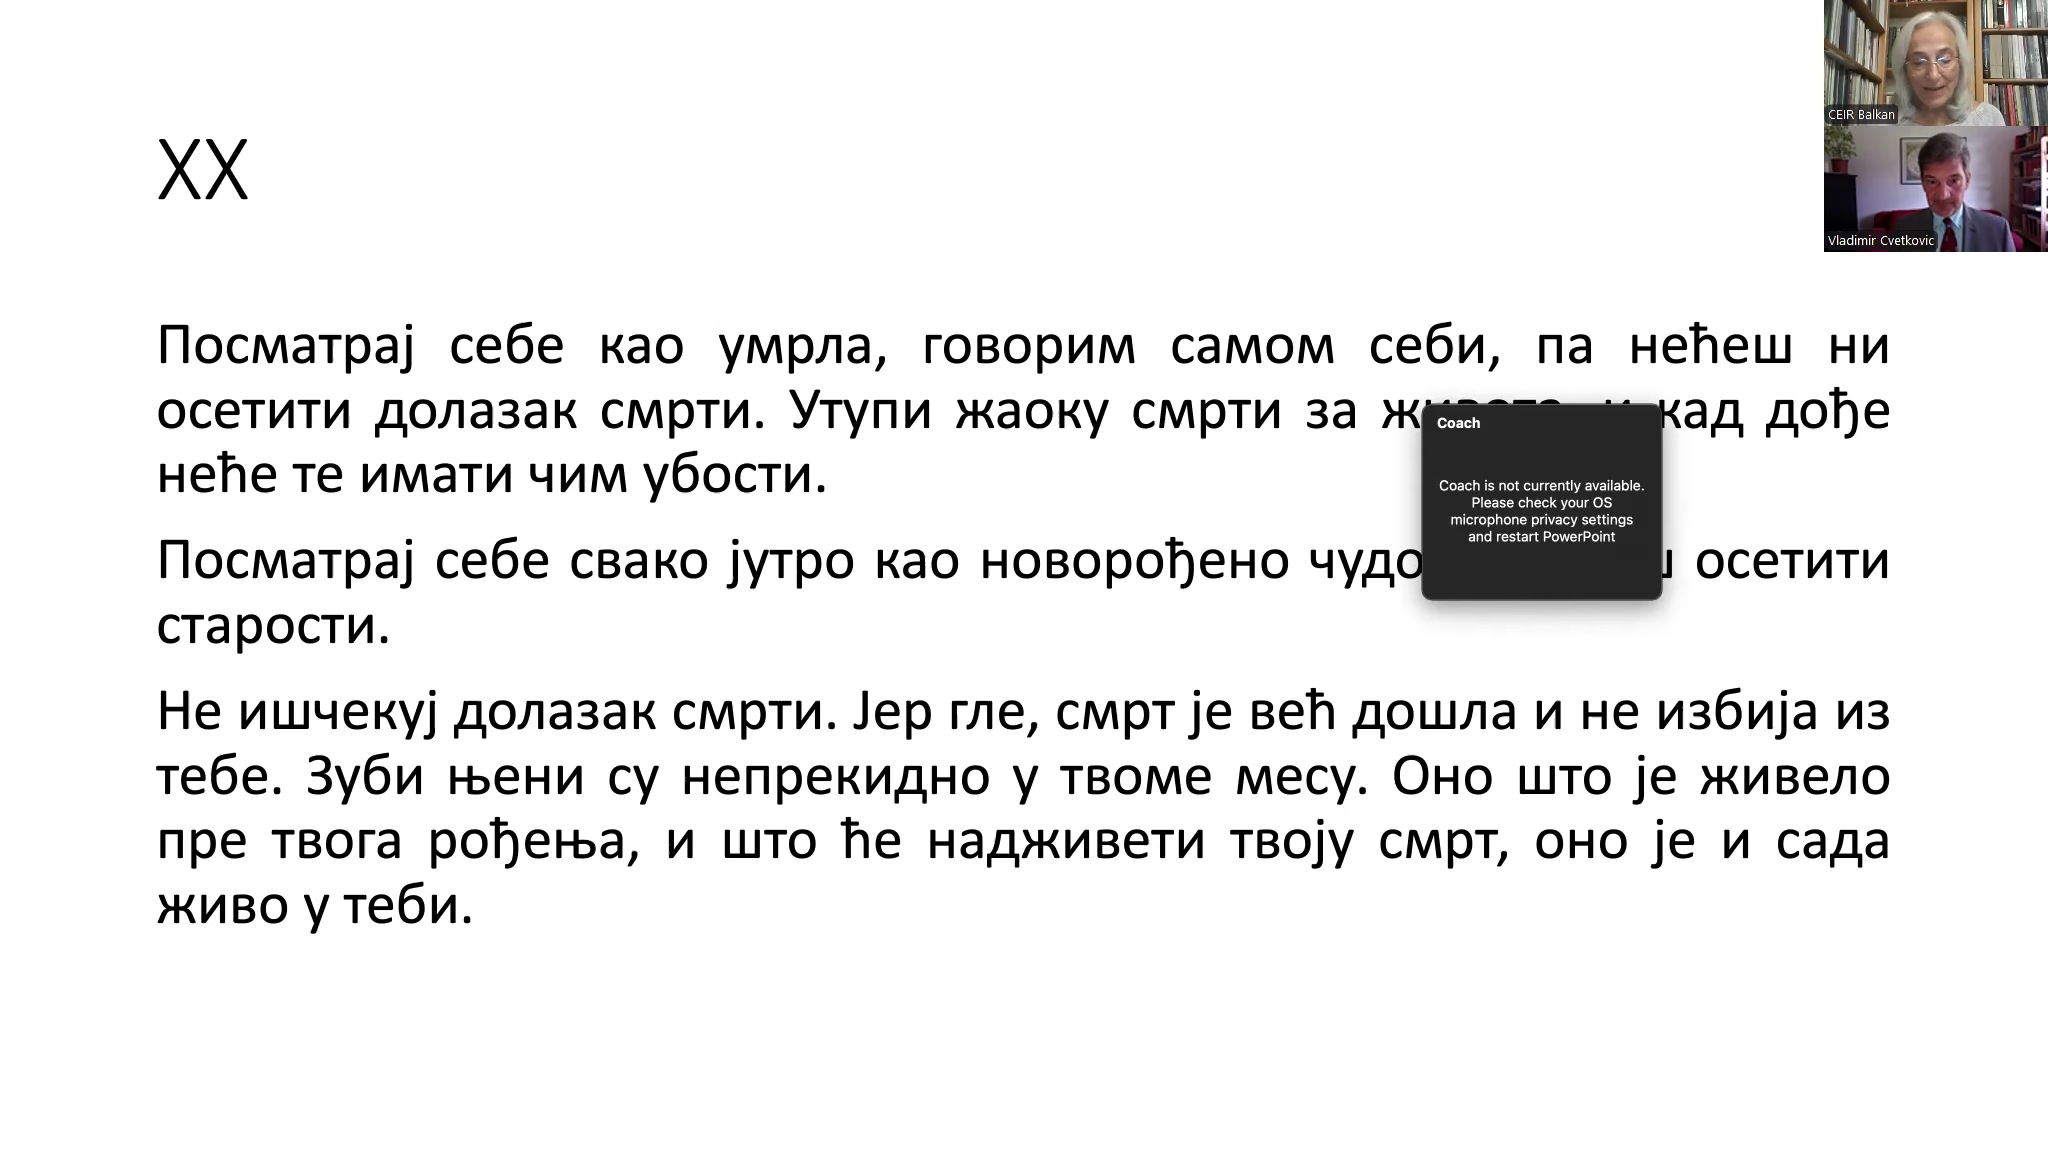 XX
Посматрај себе као умрла, говорим самом себи, па нећеш ни
осетити долазак смрти. Утупи жаоку смрти за живота, и кад дође
неће те имати чим убости.
Посматрај себе свако јутро као новорођено чудо осетити
старости.
Не ишчекуј долазак смрти. Јер гле, смрт је већ дошла и не избија из
тебе. Зуби њени су непрекидно у твоме месу. Оно што је живело
пре твога рођења, и што ће надживети твоју смрт, оно је и сада
живо у теби.
Coach
Coach is not currently available.
Please check your OS
microphone privacy settings
and restart PowerPoint
CEIR Balkan
Vladimir Cvetkovic